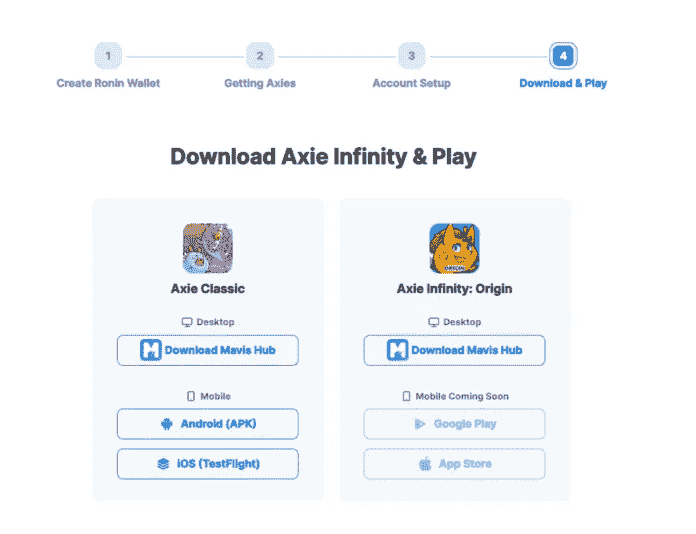 1 2 3 4
Create Ronin Wallet Getting Axies Account Setup Download & Play
Download Axie Infinity & Play
Axie Classic
Desktop
Download Mavis Hub
Mobile
Android (APK)
iOS (TestFlight)
ORIGIN
Axie Infinity: Origin
Desktop
Download Mavis Hub
Mobile Coming Soon
Google Play
App Store